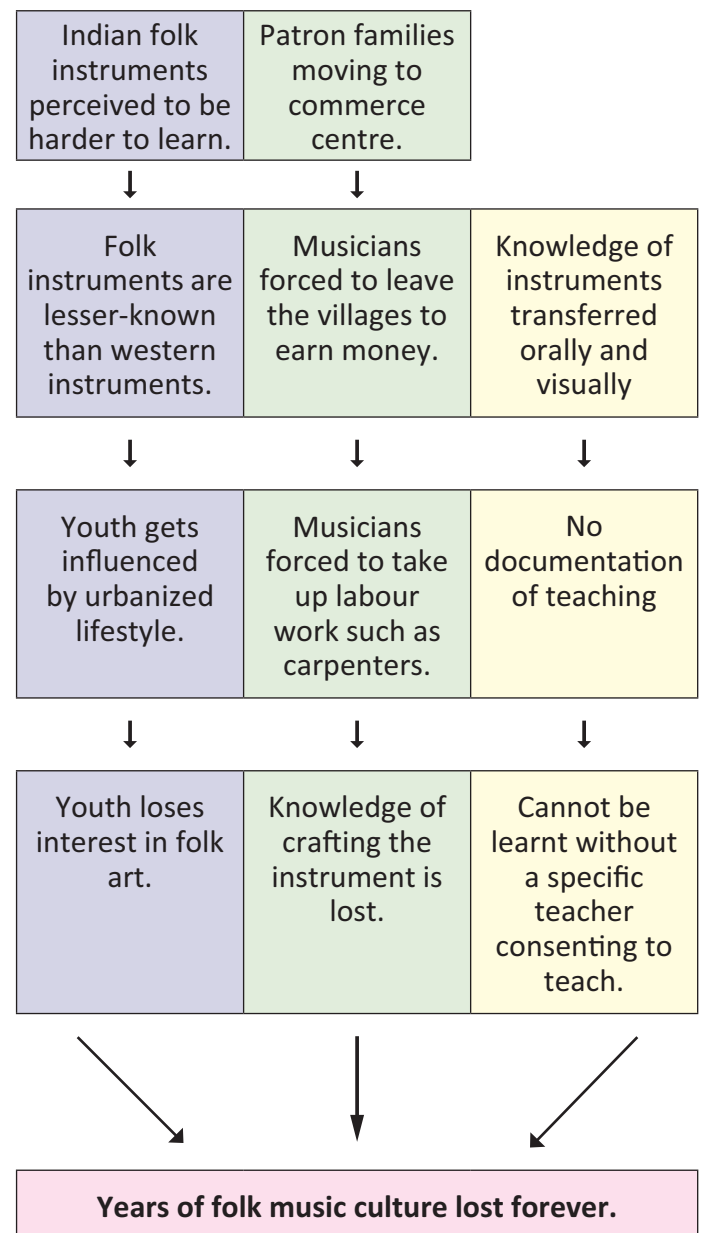 Indian folk
instruments
perceived to be
harder to learn.
Patron families
moving to
commerce
centre.
Folk
instruments are
lesser-known
than western
instruments.
Musicians
forced to leave
the villages to
earn money.
Knowledge of
instruments
transferred
orally and
visually
Youth gets
influenced
by urbanized
lifestyle.
Musicians
forced to take
up labour
work such as
carpenters.
No
documentation
of teaching
Youth loses
interest in folk
art.
Knowledge of
crafting the
instrument is
lost.
Cannot be
learnt without
a specific
teacher
consenting to
teach.
Years of folk music culture lost forever.